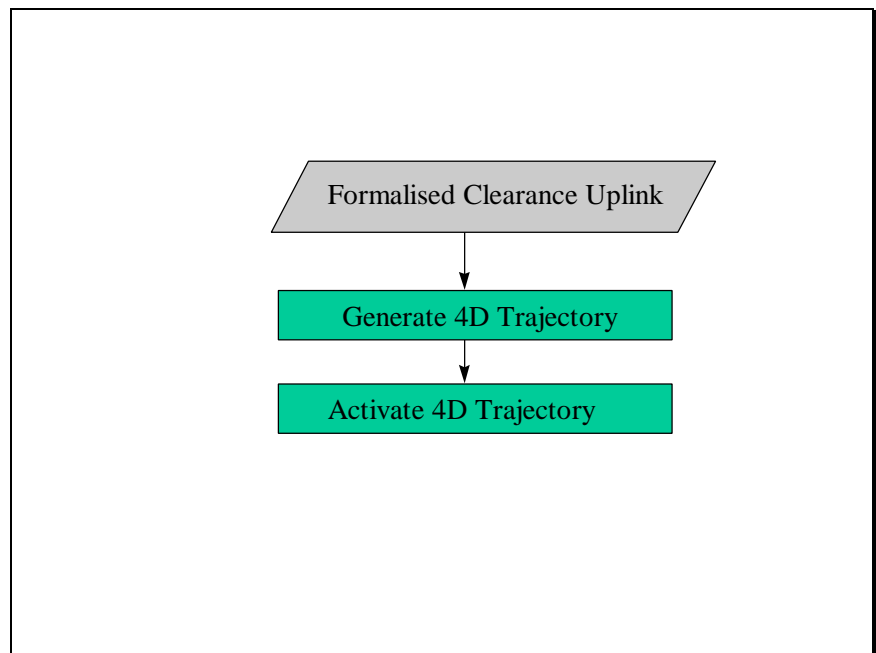 Formalised Clearance Uplink
Generate 4D Trajectory
Activate 4D Trajectory